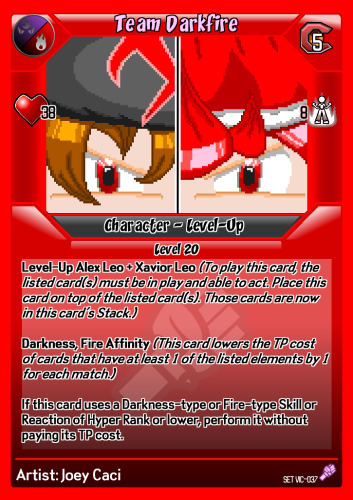 Team Darkfire
5
38
8
Character - Level-Up
Level 20
Level-Up Alex Leo + Xavior Leo (To play this card, the
listed card(s) must be in play and able to act. Place this
card on top of the listed card(s). Those cards are now
in this card's Stack.)
Darkness, Fire Affinity (This card lowers the TP cost
of cards that have at least 1 of the listed elements by 1
for each match.)
If this card uses a Darkness-type or Fire-type Skill or
Reaction of Hyper Rank or lower, perform it without
paying its TP cost.
Artist: Joey Caci
SET VIC-037